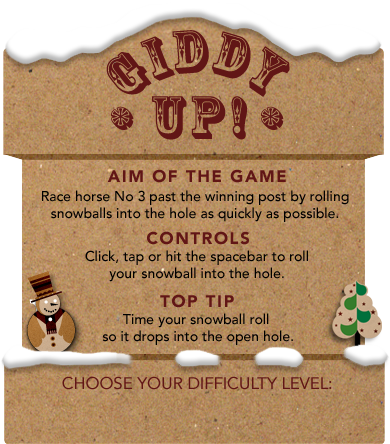 GIDDY
UP!
AIM OF THE GAME
Race horse No 3 past the winning post by rolling
snowballs into the hole as quickly as possible.
CONTROLS
Click, tap or hit the spacebar to roll
your snowball into the hole.
TOP TIP
Time your snowball roll
so it drops into the open hole.
CHOOSE YOUR DIFFICULTY LEVEL: